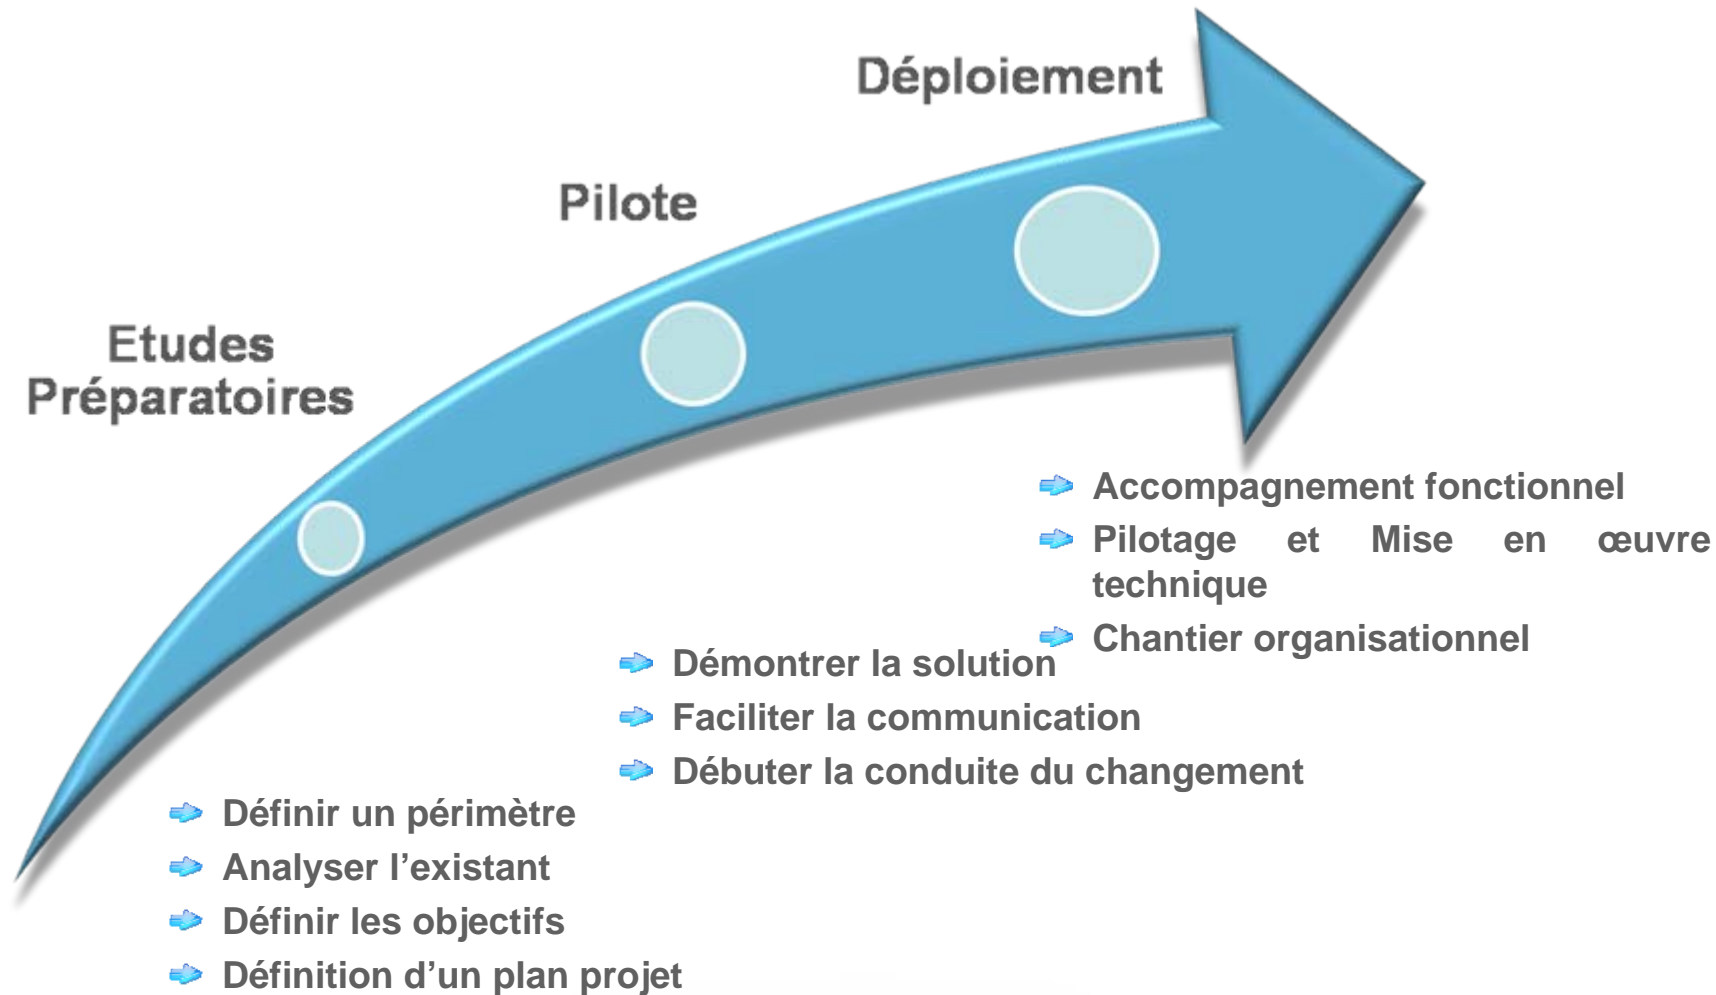 Déploiement
Pilote
Etudes
Préparatoires
Accompagnement fonctionnel
Pilotage et Mise en œuvre
technique
Chantier organisationnel
Démontrer la solution
Faciliter la communication
Débuter la conduite du changement
Définir un périmètre
Analyser l’existant
Définir les objectifs
Définition d’un plan projet